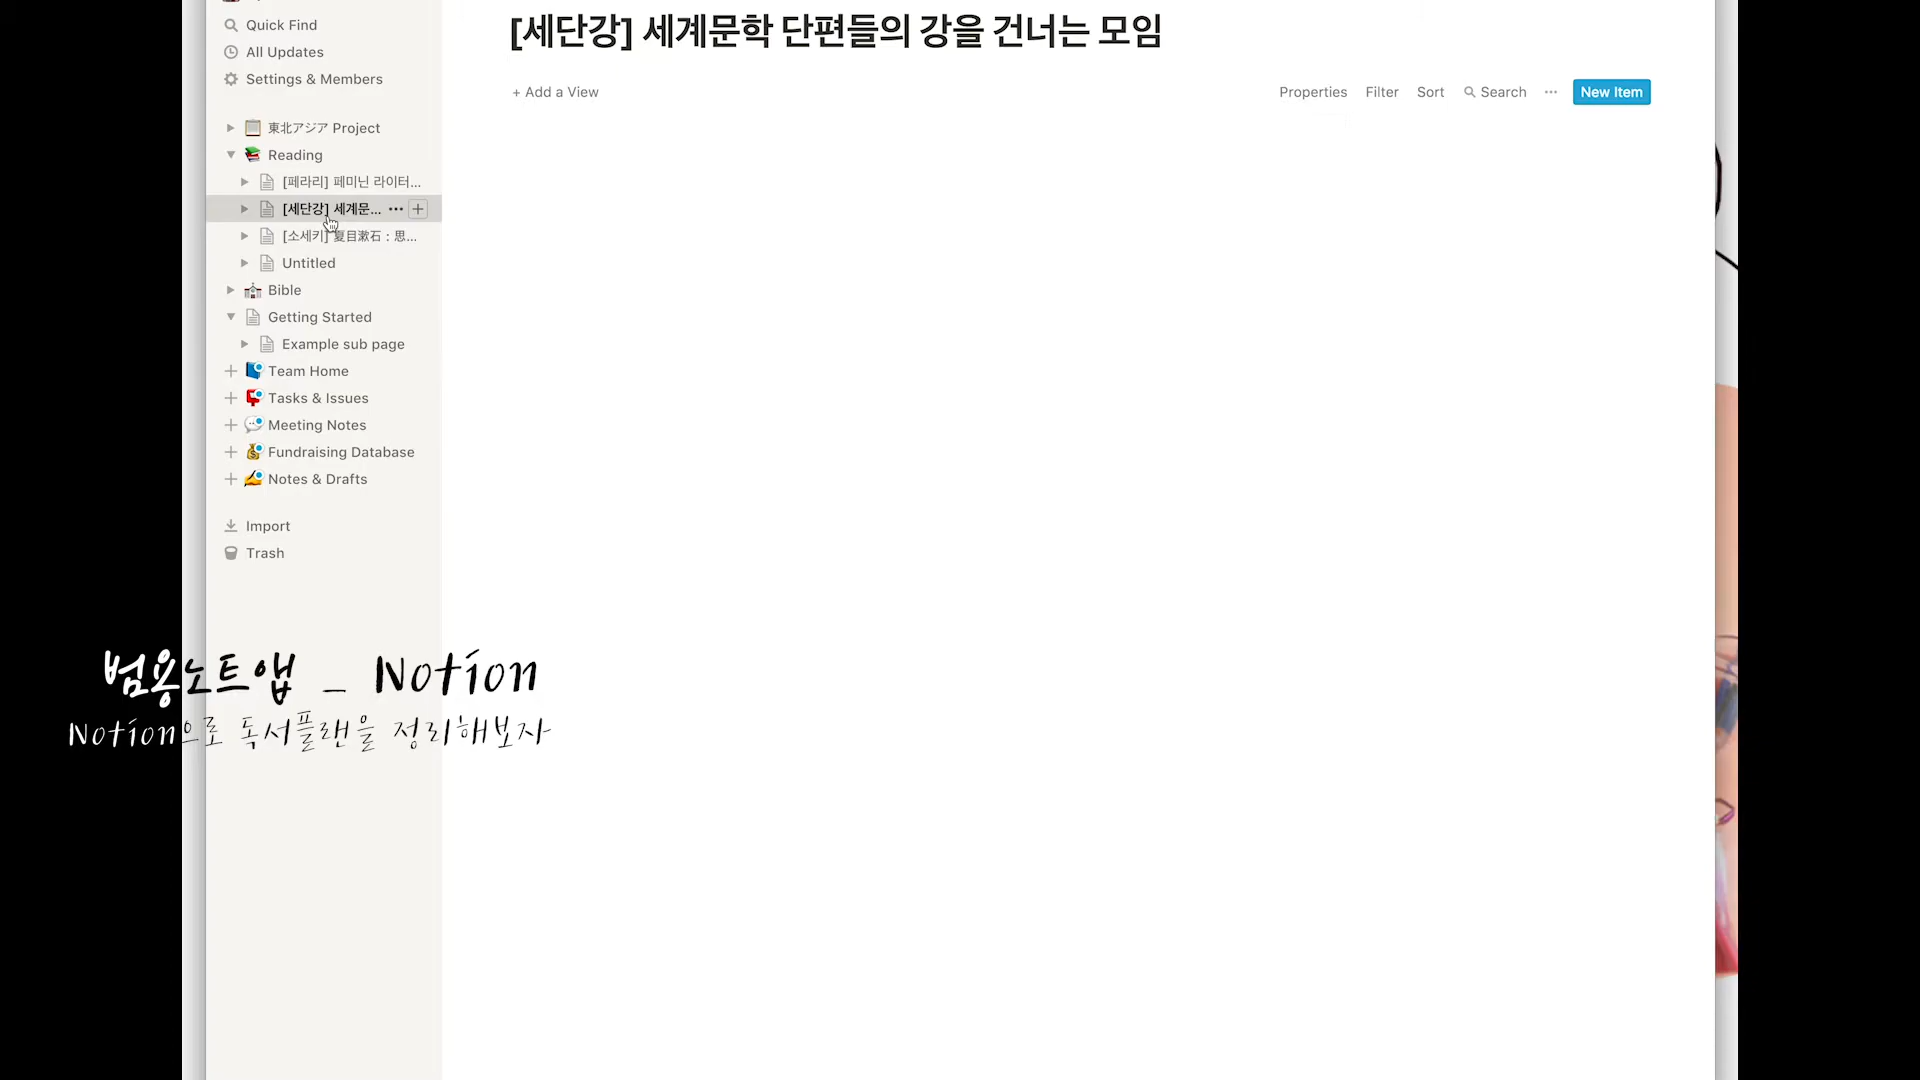 Quick Find
All Updates
Settings & Members
東北アジア Project
Reading
[페라리] 페미닌 라이터...
[세단강] 세계문...
[소세키] 夏目漱石 : 思...
Untitled
Bible
Getting Started
Example sub page
Team Home
Tasks & Issues
Meeting Notes
Fundraising Database
Notes & Drafts
Import
Trash
[세단강] 세계문학 단편들의 강을 건너는 모임
+ Add a View
Properties Filter Sort Search ... New Item
범용노트앱 _ Notion
Notion으로 독서플랜을 정리해보자